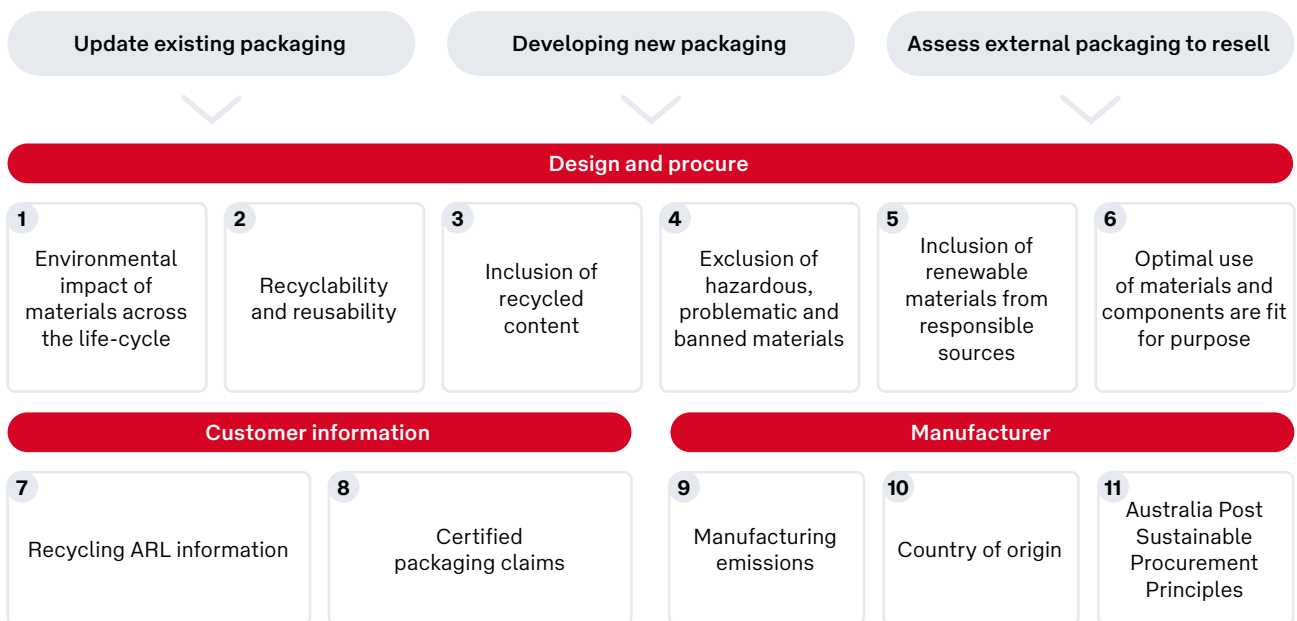 Update existing packaging
Developing new packaging
Assess external packaging to resell
Design and procure
1
Environmental
impact of
materials across
the life-cycle
2
Recyclability
and reusability
3
Inclusion of
recycled
content
4
Exclusion of
hazardous,
problematic and
banned materials
5
Inclusion of
renewable
materials from
responsible
sources
6
Optimal use
of materials and
components are fit
for purpose
Customer information
7
Recycling ARL information
8
Certified
packaging claims
Manufacturer
9
Manufacturing
emissions
10
Country of origin
11
Australia Post
Sustainable
Procurement
Principles